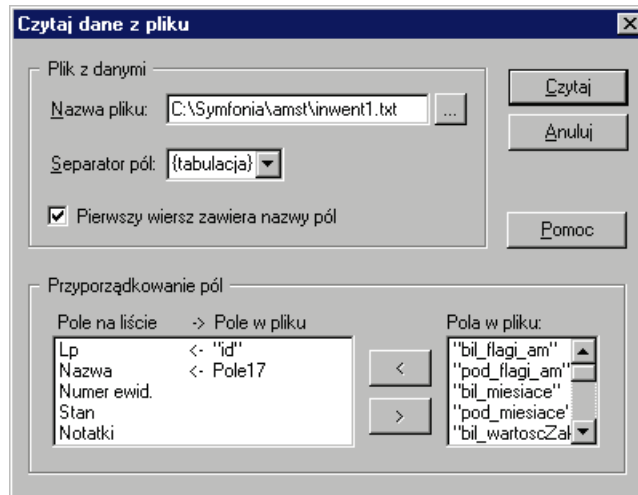 Czytaj dane z pliku
Plik z danymi
Nazwa pliku: C:\Symfonia\amst\inwent1.txt ...
Czytaj
Anuluj
Separator pól: {tabulacja}
Pierwszy wiersz zawiera nazwy pól
Pomoc
Przyporządkowanie pól
Pole na liście -> Pole w pliku
Lp <- "id"
Nazwa <- Pole17
Numer ewid.
Stan
Notatki
<
>
Pola w pliku:
"bil_flagi_am"
"pod_flagi_am"
"bil_miesiace"
"pod_miesiace"
"bil_wartoscZak